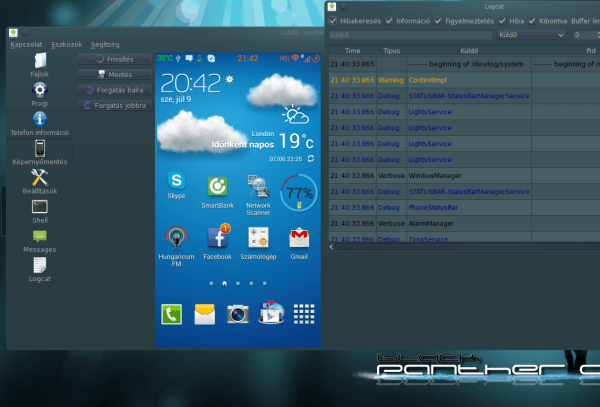 QtADB - Android
Kapcsolat Eszközök Segítség
Fájlok
Progi
Telefon információ
Képernyőmentés
Beállítások
Shell
Messages
Logcat
Frissítés
Mentés
Forgatás balra
Forgatás jobbra
21:42
20:42
sze, júl 9
London
Időnként napos
19°c
07/06 22:25
Skype
SmartBank
Network Scanner
77%
Hungaricum FM
1
Facebook
Számológép
Gmail
Logcat
Hibakeresés Információ Figyelmeztetés Hiba Kibontva Buffer lim
szűrő Küldő 0
Time Típus Küldő Pid
21:40:33.865 ------- beginning of /dev/log/system ------- beginning of /
21:40:33.866 Warning ContextImpl
21:40:33.866 Debug STATUSBAR-StatusBarManagerService
21:40:33.866 Debug LightsService
21:40:33.866 Debug LightsService
21:40:33.866 Debug LightsService
21:40:33.866 Debug LightsService
21:40:33.866 Verbose WindowManager
21:40:33.866 Debug STATUSBAR-StatusBarManagerService
21:40:33.866 Debug PhoneStatusBar
21:40:33.866 Verbose AlarmManager
21:40:33.866 Debug TimaService
black
panther o